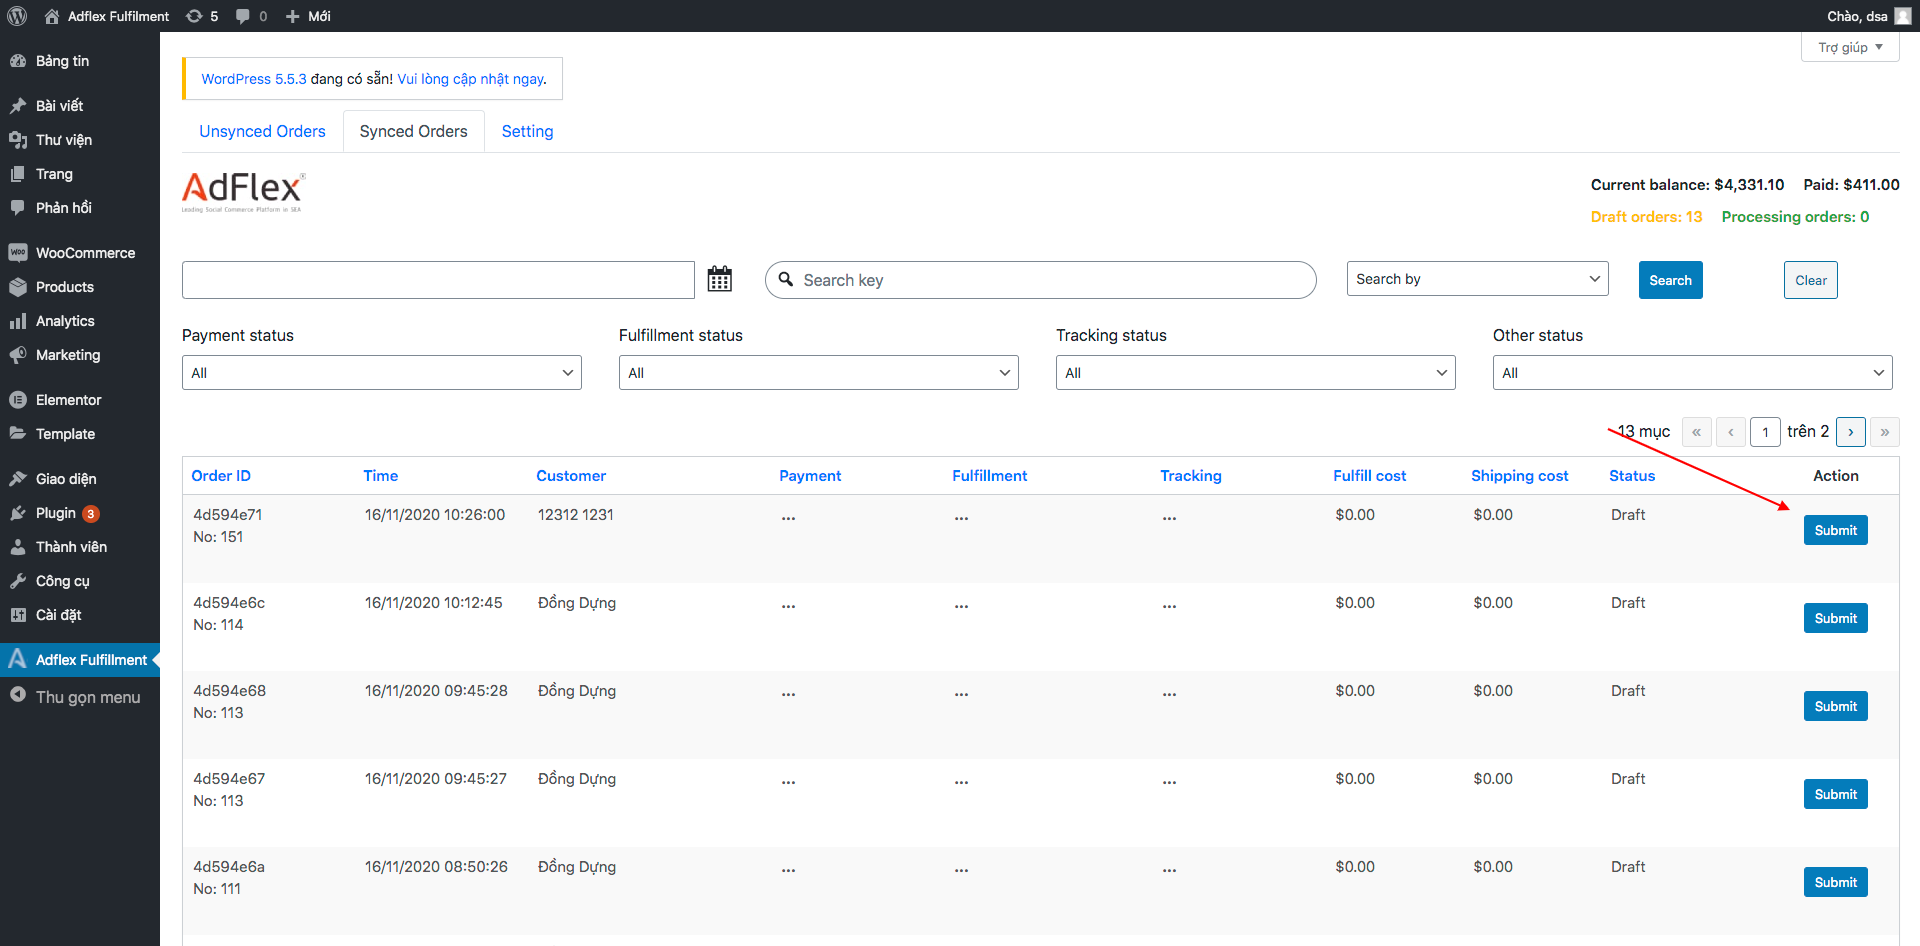 Adflex Fulfilment 5 0 Mới Chào, dsa
Trợ giúp
Bảng tin
Bài viết
Thư viện
Trang
Phản hồi
WooCommerce
Products
Analytics
Marketing
Elementor
Template
Giao diện
Plugin 3
Thành viên
Công cụ
Cài đặt
Adflex Fulfillment
Thu gọn menu
WordPress 5.5.3 đang có sẵn! Vui lòng cập nhật ngay.
Unsynced Orders Synced Orders Setting
AdFlex
Leading Social Commerce Platform in SEA
Current balance: $4,331.10 Paid: $411.00
Draft orders: 13 Processing orders: 0
Search key Search by Search Clear
Payment status Fulfillment status Tracking status Other status
All All All All
13 mục « ‹ 1 trên 2 › »
Order ID Time Customer Payment Fulfillment Tracking Fulfill cost Shipping cost Status Action
4d594e71 16/11/2020 10:26:00 12312 1231 ... ... ... $0.00 $0.00 Draft Submit
No: 151
4d594e6c 16/11/2020 10:12:45 Đồng Dựng ... ... ... $0.00 $0.00 Draft Submit
No: 114
4d594e68 16/11/2020 09:45:28 Đồng Dựng ... ... ... $0.00 $0.00 Draft Submit
No: 113
4d594e67 16/11/2020 09:45:27 Đồng Dựng ... ... ... $0.00 $0.00 Draft Submit
No: 113
4d594e6a 16/11/2020 08:50:26 Đồng Dựng ... ... ... $0.00 $0.00 Draft Submit
No: 111